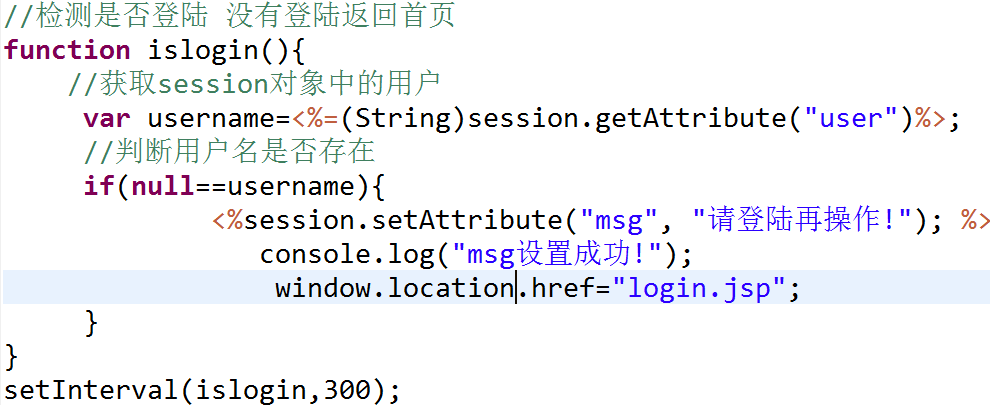 //检测是否登陆 没有登陆返回首页
function islogin(){
//获取session对象中的用户
var username=<%=(String)session.getAttribute("user")%>;
//判断用户名是否存在
if(null==username){
<%session.setAttribute("msg", "请登陆再操作!"); %>
console.log("msg设置成功!");
window.location.href="login.jsp";
}
}
setInterval(islogin,300);